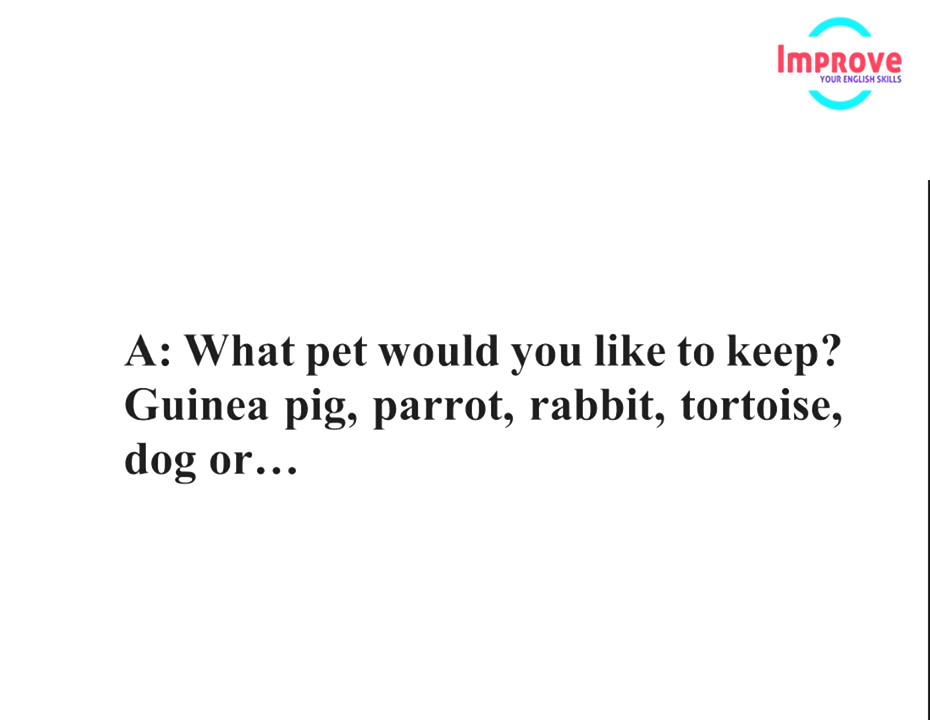 Improve
YOUR ENGLISH SKILLS
A: What pet would you like to keep?
Guinea pig, parrot, rabbit, tortoise,
dog or…